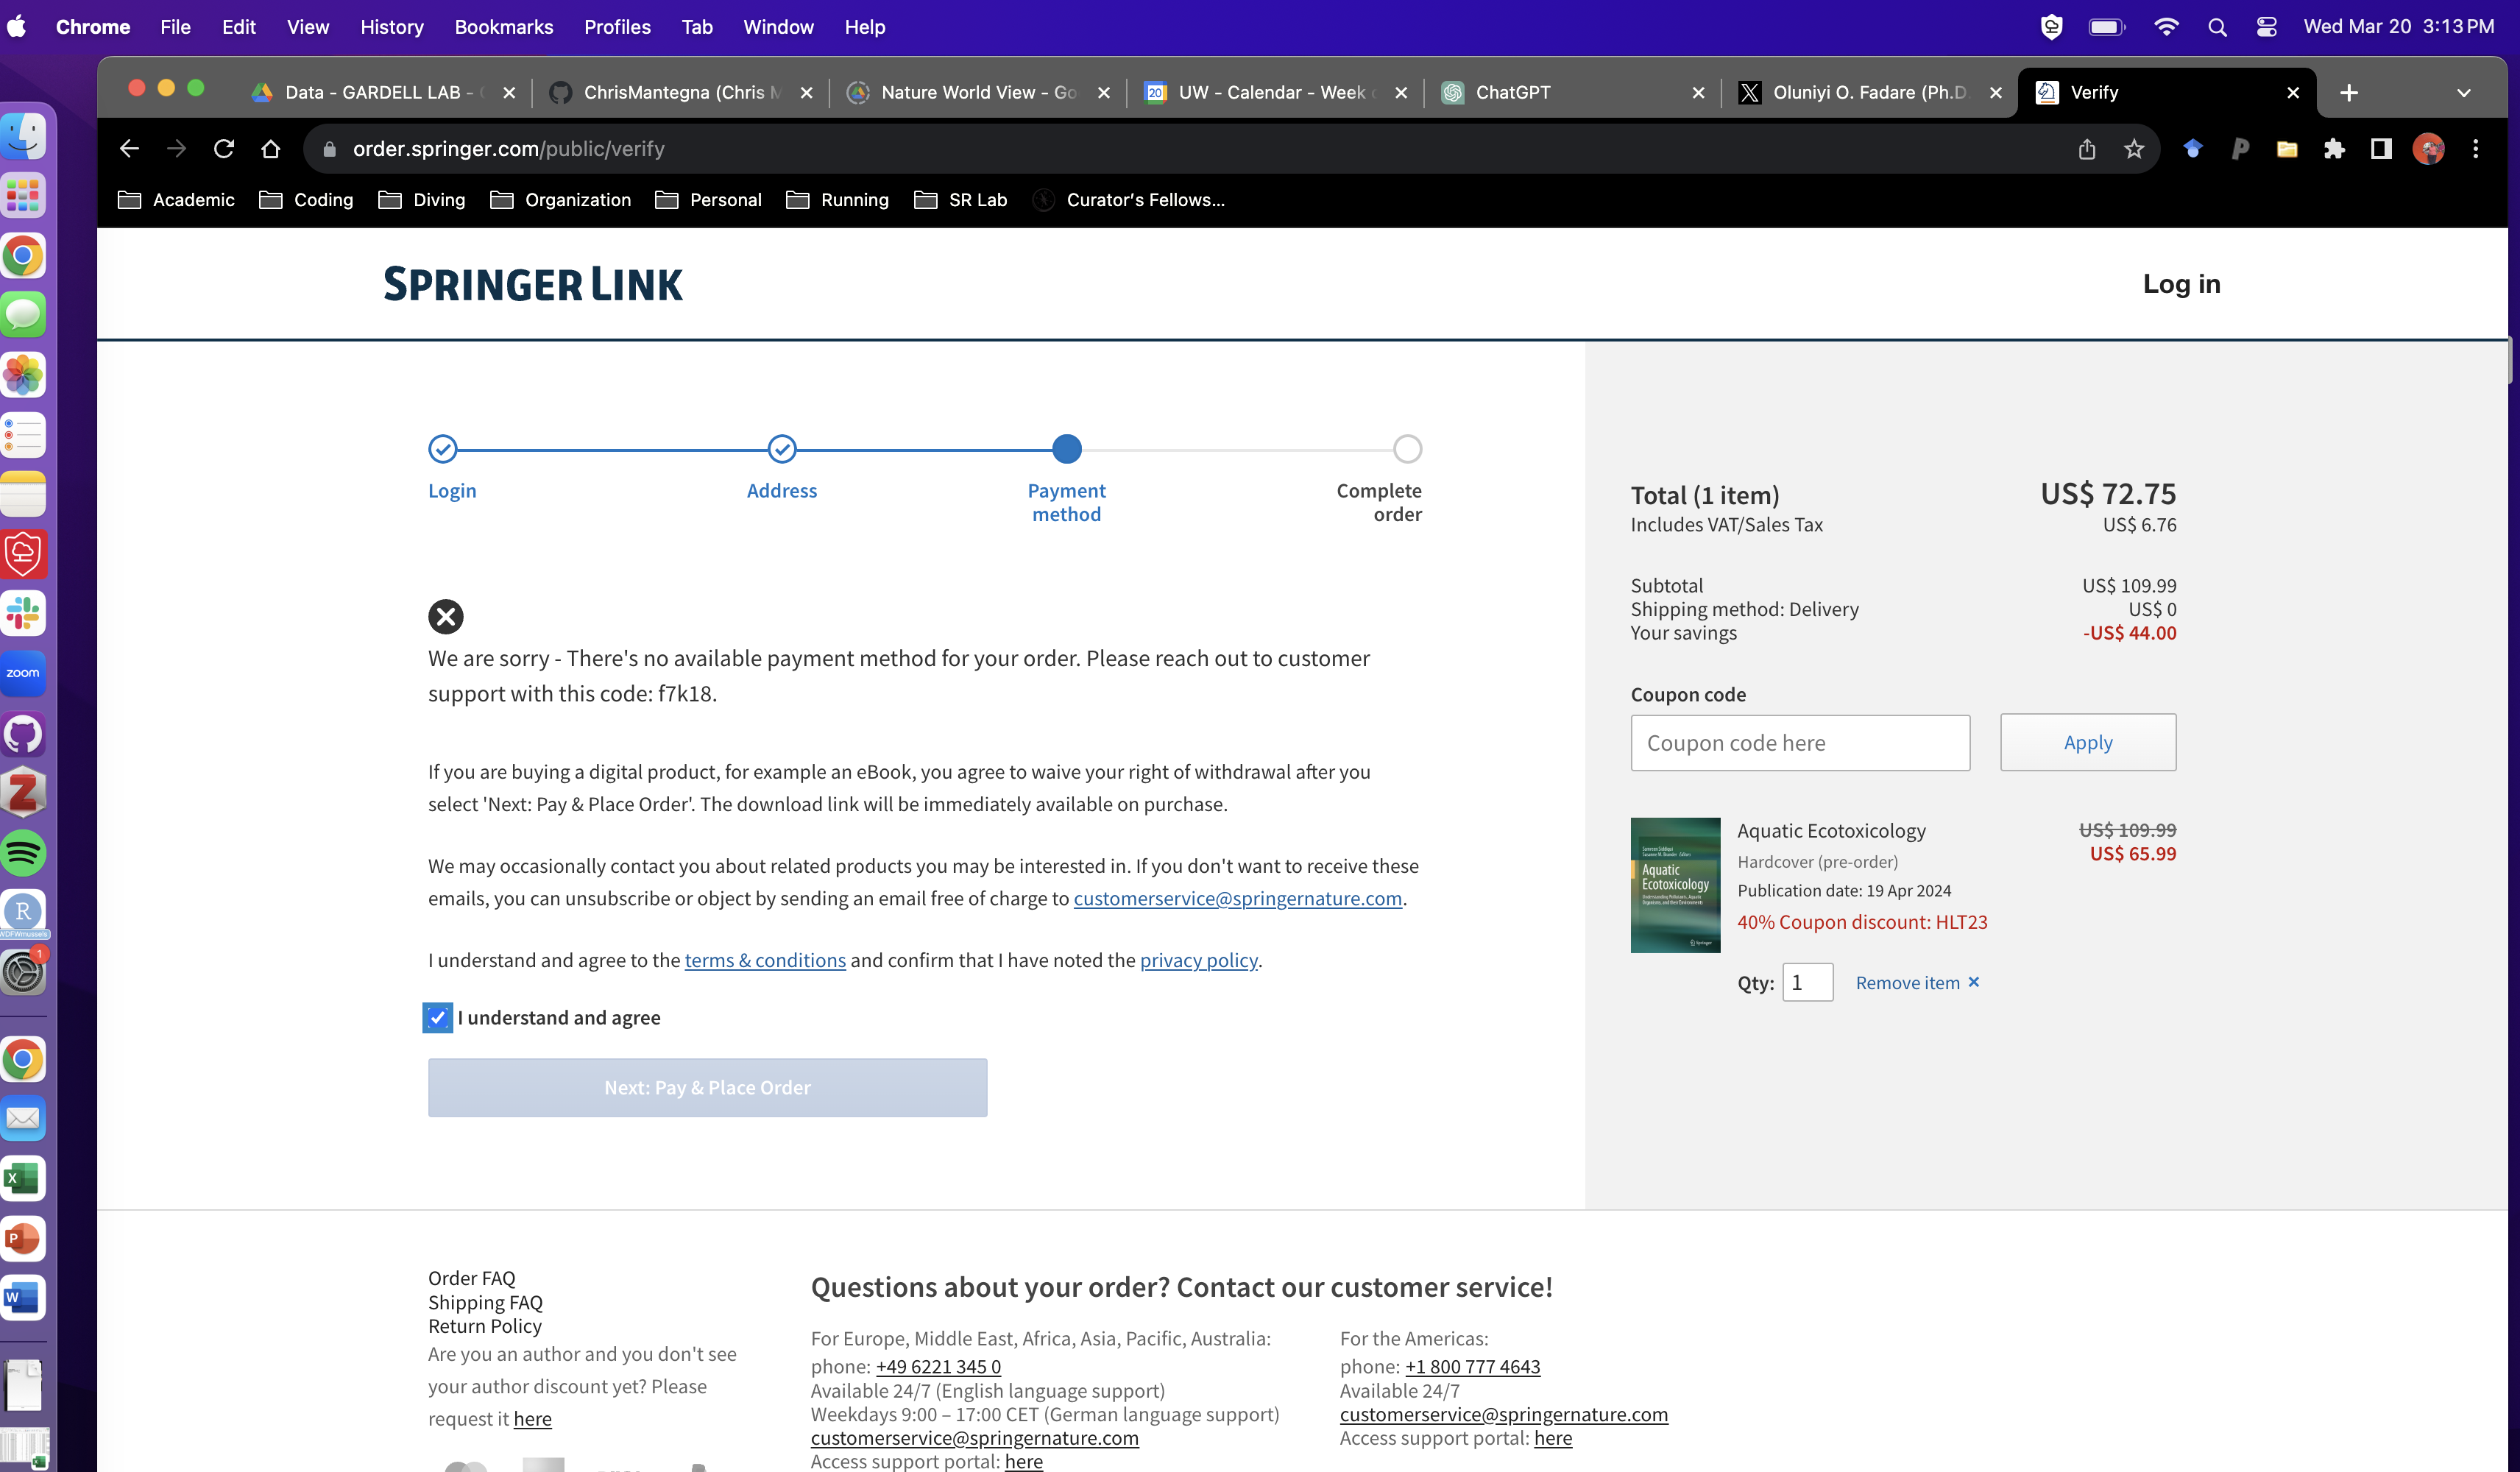 Chrome File Edit View History Bookmarks Profiles Tab Window Help
Wed Mar 20 3:13 PM
Data - GARDELL LAB -
ChrisMantegna (Chris M
Nature World View - Go
20 UW - Calendar - Week
ChatGPT
Oluniyi O. Fadare (Ph.D.
Verify
order.springer.com/public/verify
Academic Coding Diving Organization Personal Running SR Lab Curator's Fellows...
SPRINGER LINK
Log in
Login
Address
Payment
method
Complete
order
We are sorry - There's no available payment method for your order. Please reach out to customer
support with this code: f7k18.
If you are buying a digital product, for example an eBook, you agree to waive your right of withdrawal after you
select 'Next: Pay & Place Order'. The download link will be immediately available on purchase.
We may occasionally contact you about related products you may be interested in. If you don't want to receive these
emails, you can unsubscribe or object by sending an email free of charge to customerservice@springernature.com.
I understand and agree to the terms & conditions and confirm that I have noted the privacy policy.
I understand and agree
Next: Pay & Place Order
Total (1 item) US$ 72.75
Includes VAT/Sales Tax US$ 6.76
Subtotal US$ 109.99
Shipping method: Delivery US$ 0
Your savings -US$ 44.00
Coupon code
Coupon code here
Apply
Aquatic Ecotoxicology US$ 109.99
US$ 65.99
Hardcover (pre-order)
Publication date: 19 Apr 2024
40% Coupon discount: HLT23
Qty: 1 Remove item ×
Aquatic
Ecotoxicology
Springer
Order FAQ
Shipping FAQ
Return Policy
Are you an author and you don't see
your author discount yet? Please
request it here
Questions about your order? Contact our customer service!
For Europe, Middle East, Africa, Asia, Pacific, Australia:
phone: +49 6221 345 0
Available 24/7 (English language support)
Weekdays 9:00 – 17:00 CET (German language support)
customerservice@springernature.com
Access support portal: here
For the Americas:
phone: +1 800 777 4643
Available 24/7
customerservice@springernature.com
Access support portal: here
zoom
Z
R
WDFWmussels
1
X
P
W